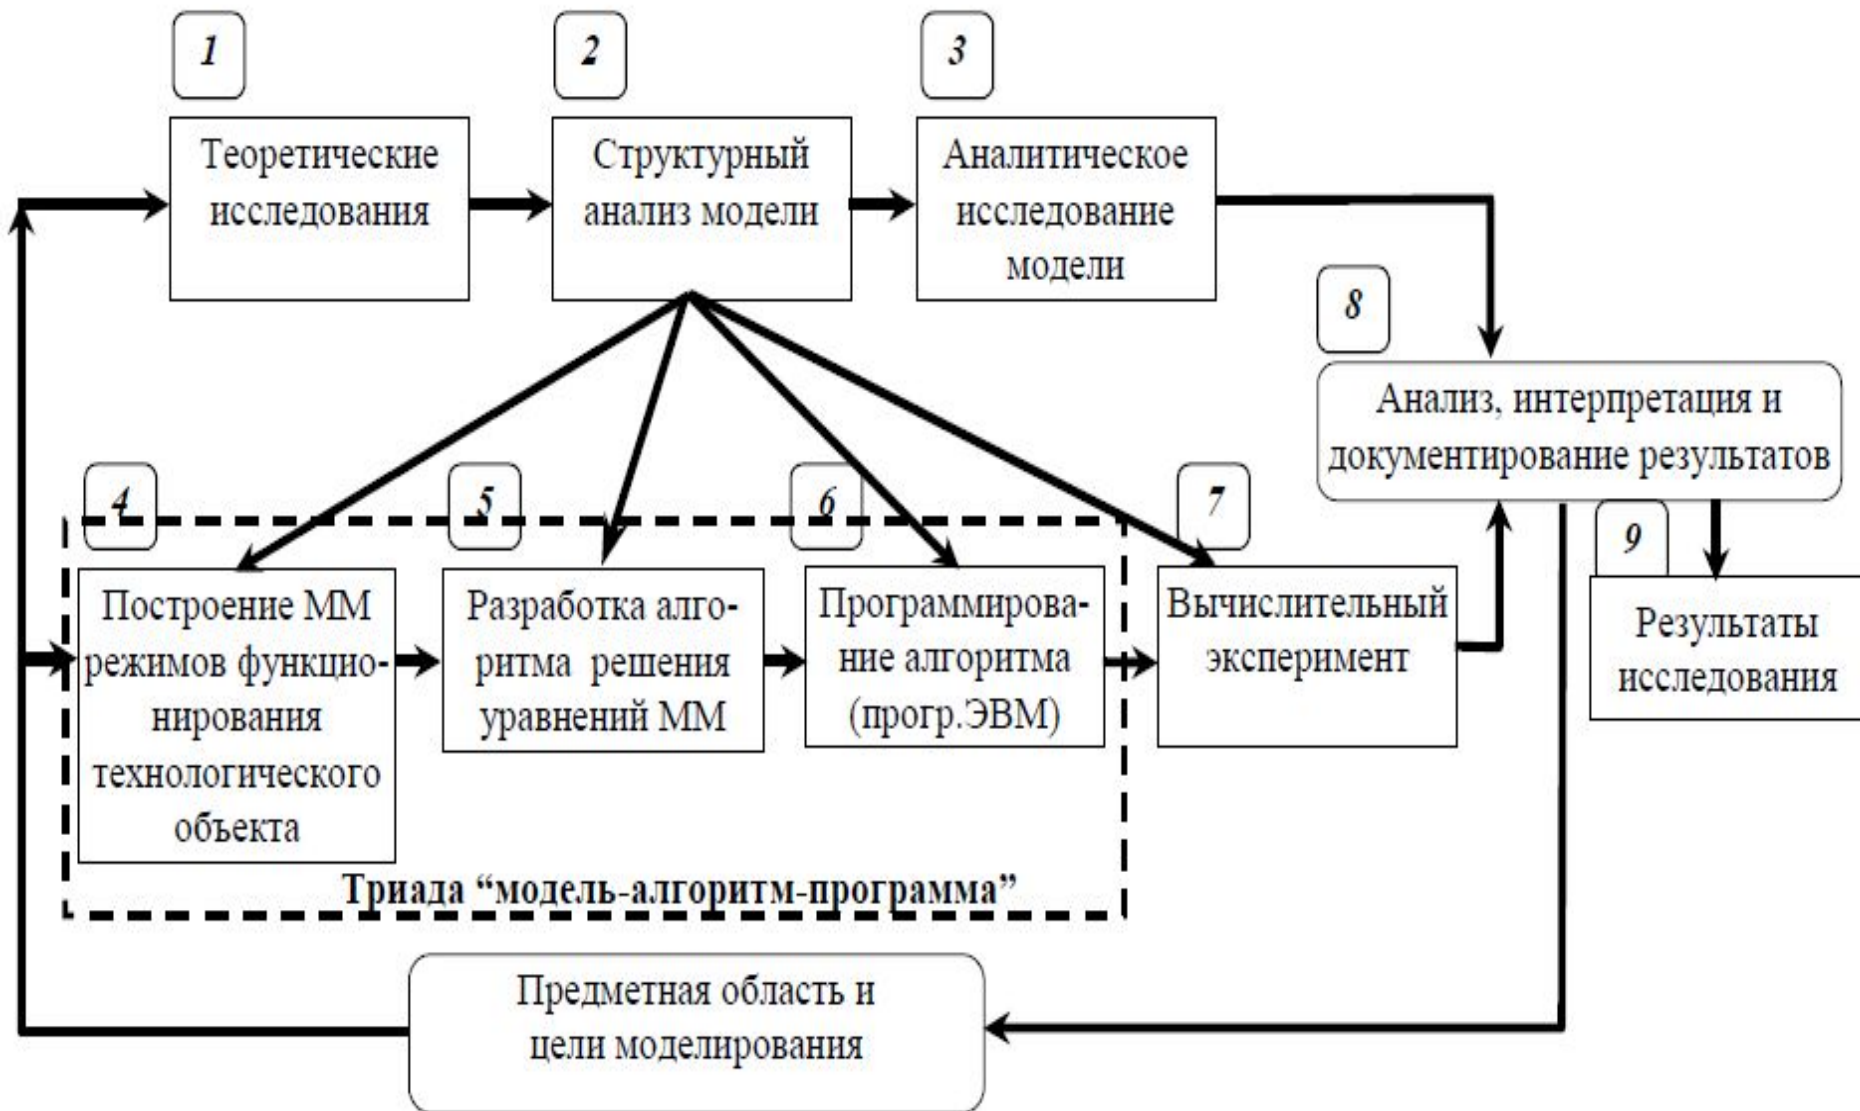 1
Теоретические
исследования
2
Структурный
анализ модели
3
Аналитическое
исследование
модели
8
Анализ, интерпретация и
документирование результатов
4
Построение ММ
режимов функцио-
нирования
технологического
объекта
5
Разработка алго-
ритма решения
уравнений ММ
6
Программирова-
ние алгоритма
(прогр.ЭВМ)
7
Вычислительный
эксперимент
9
Результаты
исследования
Триада “модель-алгоритм-программа”
Предметная область и
цели моделирования